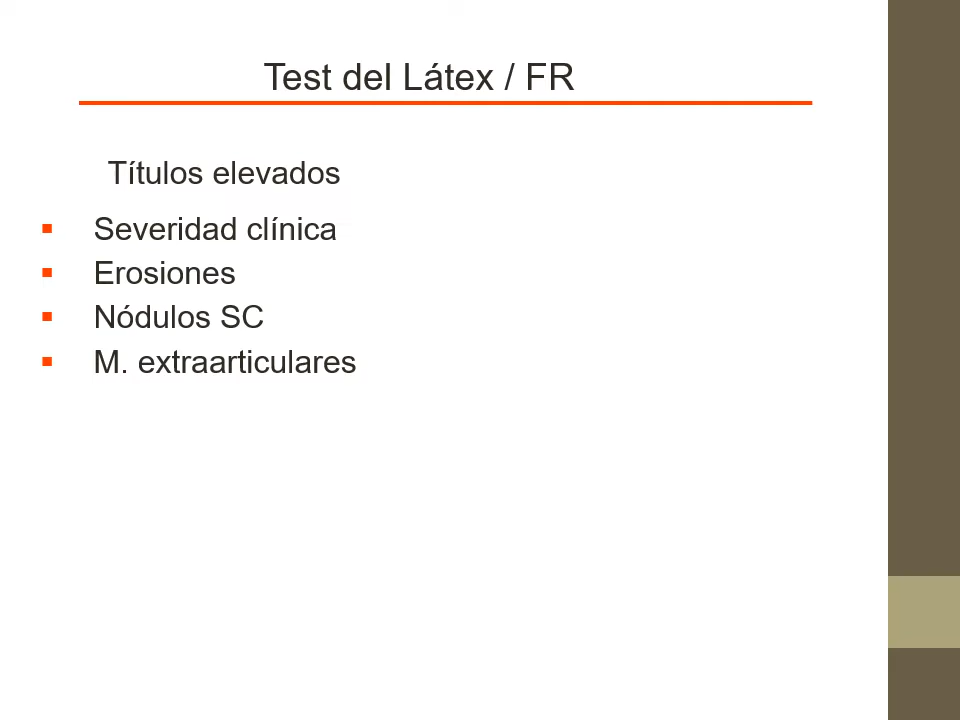 Test del Látex / FR
Títulos elevados
▪ Severidad clínica
▪ Erosiones
▪ Nódulos SC
▪ M. extraarticulares